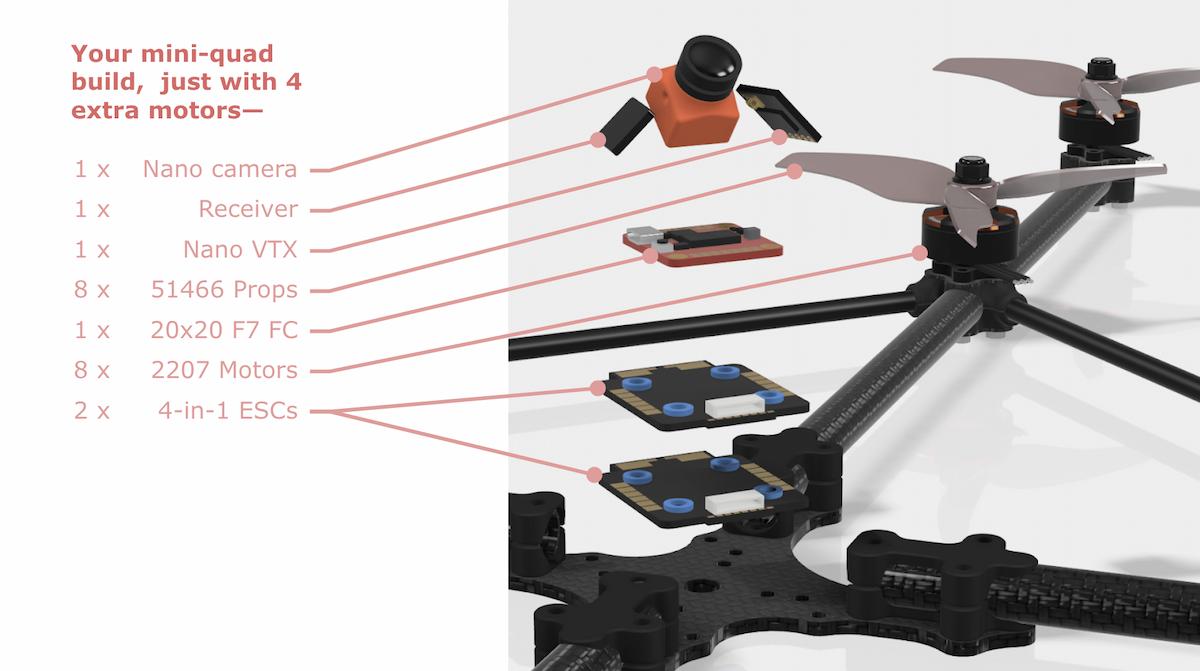 Your mini-quad
build,  just with 4
extra motors—
1 x Nano camera
1 x Receiver
1 x Nano VTX
8 x 51466 Props
1 x 20x20 F7 FC
8 x 2207 Motors
2 x 4-in-1 ESCs